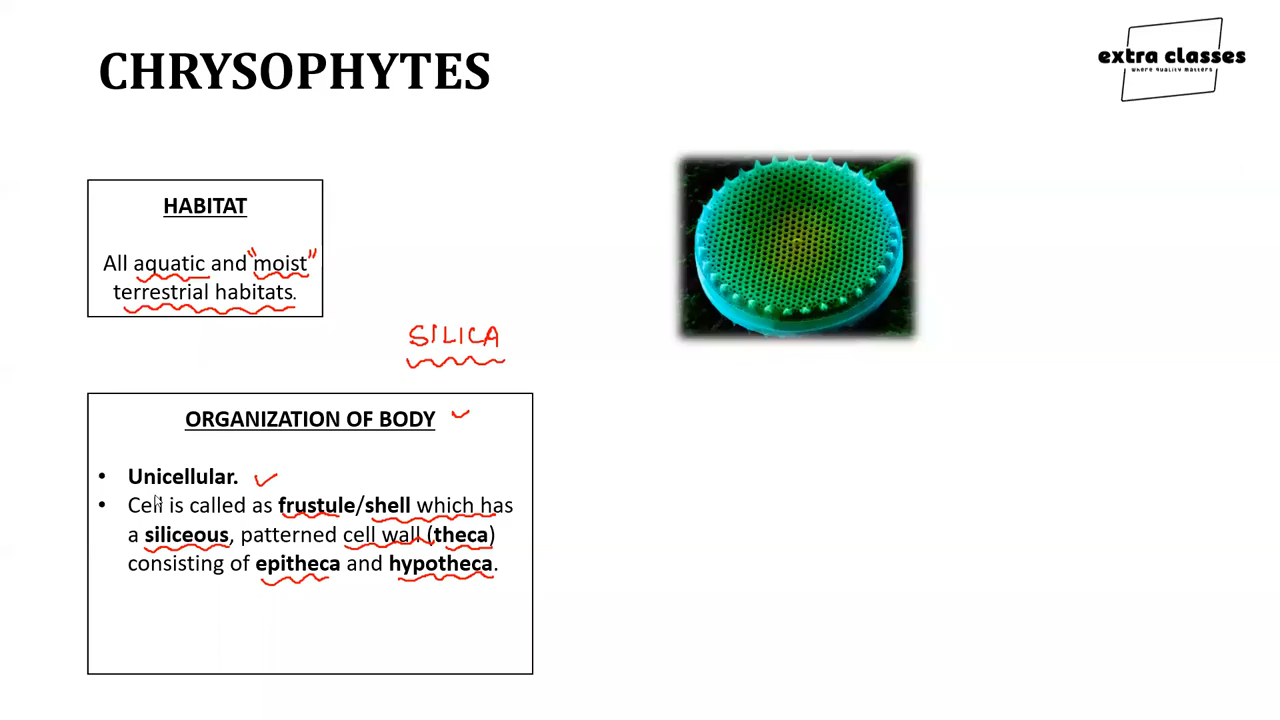 CHRYSOPHYTES
extra classes
where quality matters
HABITAT
All aquatic and "moist"
terrestrial habitats.
SILICA
ORGANIZATION OF BODY
• Unicellular.
• Cell is called as frustule/shell which has
a siliceous, patterned cell wall (theca)
consisting of epitheca and hypotheca.